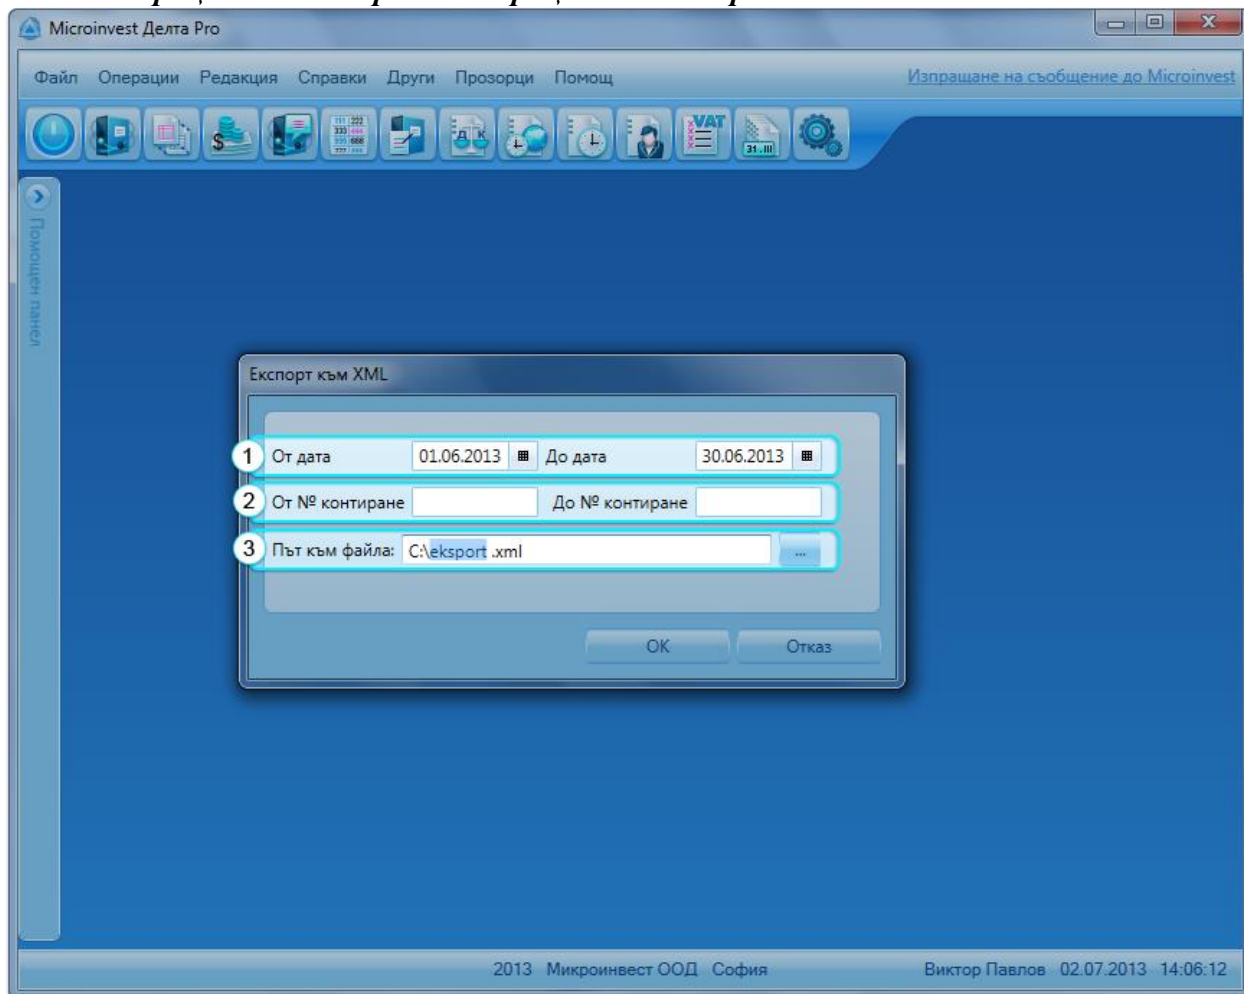 Microinvest Делта Pro
Файл Операции Редакция Справки Други Прозорци Помощ Изпращане на съобщение до Microinvest
VAT
31.III
Помощен панел
Експорт към XML
1 От дата 01.06.2013 До дата 30.06.2013
2 От № контиране До № контиране
3 Път към файла: C:\eksport .xml ...
OK Отказ
2013 Микроинвест ООД София Виктор Павлов 02.07.2013 14:06:12